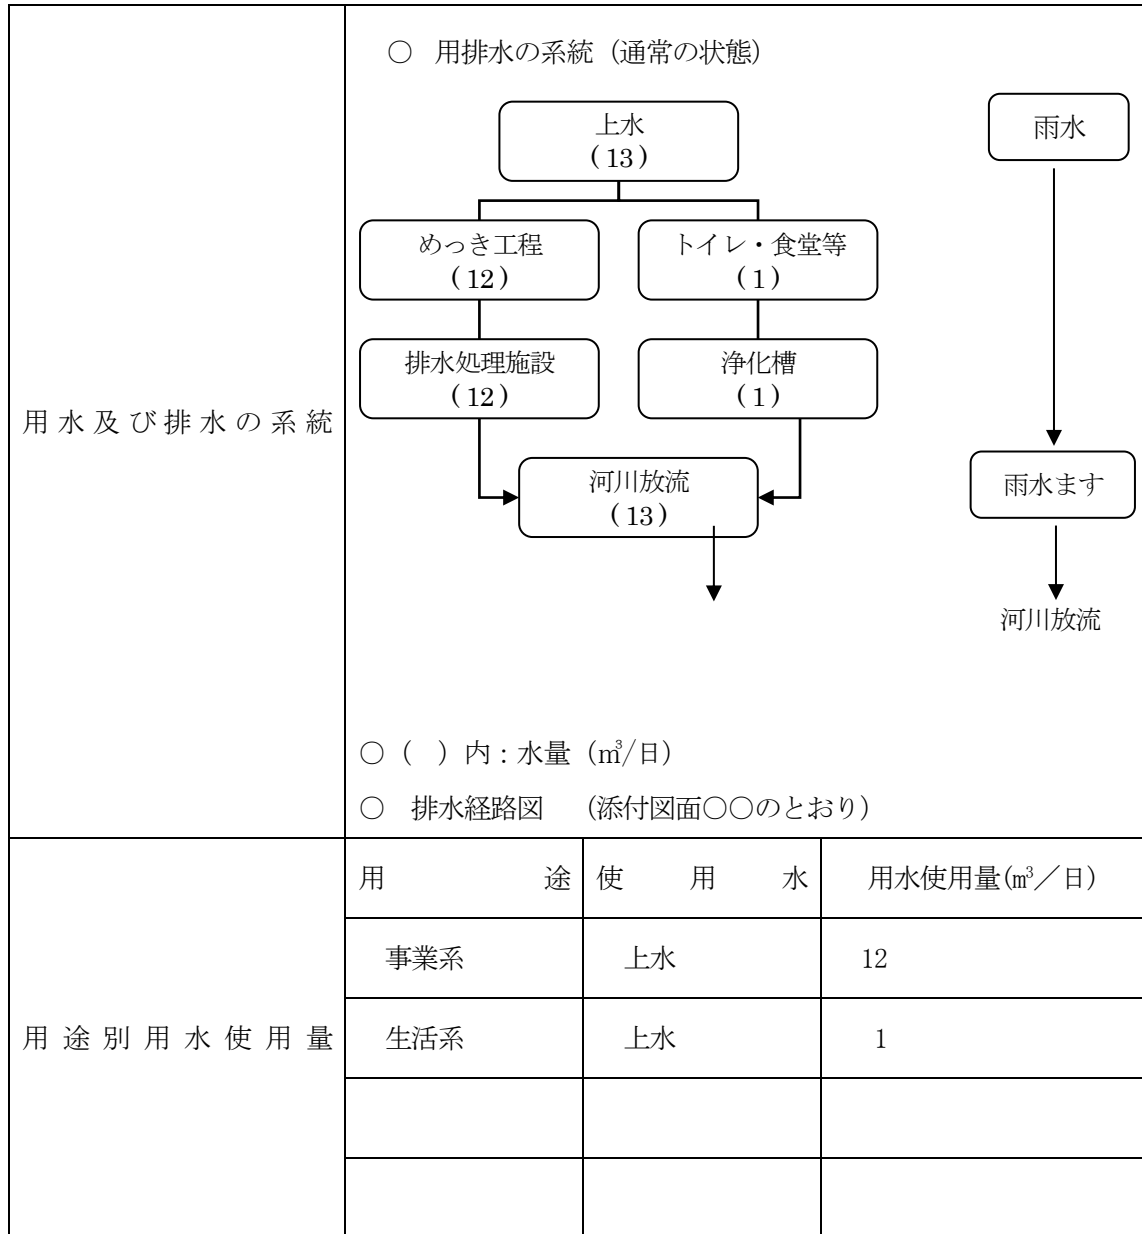 用水及び排水の系統
○ 用排水の系統(通常の状態)
上水
(13)
雨水
めっき工程
(12)
トイレ・食堂等
(1)
排水処理施設
(12)
浄化槽
(1)
河川放流
(13)
雨水ます
河川放流
○( )内:水量(㎥/日)
○ 排水経路図 (添付図面○○のとおり)
用途別用水使用量
用途 使用水 用水使用量(m³/日)
事業系 上水 12
生活系 上水 1